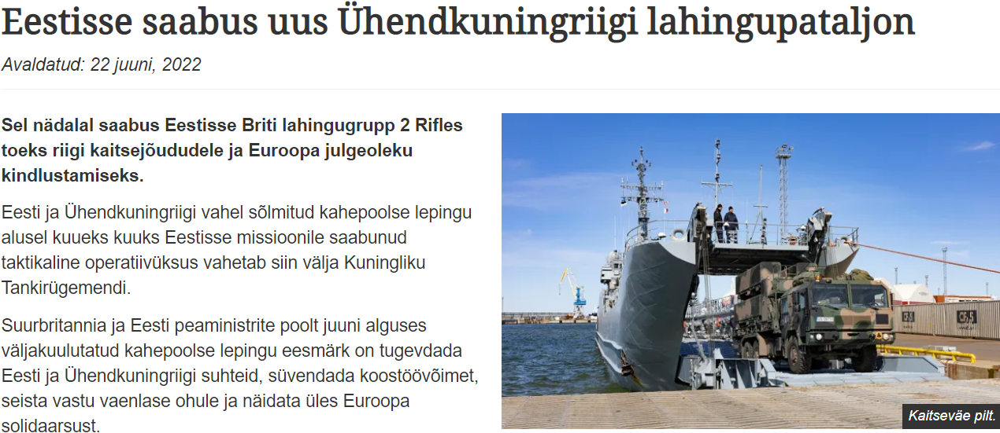 Eestisse saabus uus Ühendkuningriigi lahingupataljon
Avaldatud: 22 juuni, 2022
Sel nädalal saabus Eestisse Briti lahingugrupp 2 Rifles
toeks riigi kaitsejõududele ja Euroopa julgeoleku
kindlustamiseks.
Eesti ja Ühendkuningriigi vahel sõlmitud kahepoolse lepingu
alusel kuueks kuuks Eestisse missioonile saabunud
taktikaline operatiivüksus vahetab siin välja Kuningliku
Tankirügemendi.
Suurbritannia ja Eesti peaministrite poolt juuni alguses
väljakuulutatud kahepoolse lepingu eesmärk on tugevdada
Eesti ja Ühendkuningriigi suhteid, süvendada koostöövõimet,
seista vastu vaenlase ohule ja näidata üles Euroopa
solidaarsust.
Kaitseväe pilt.